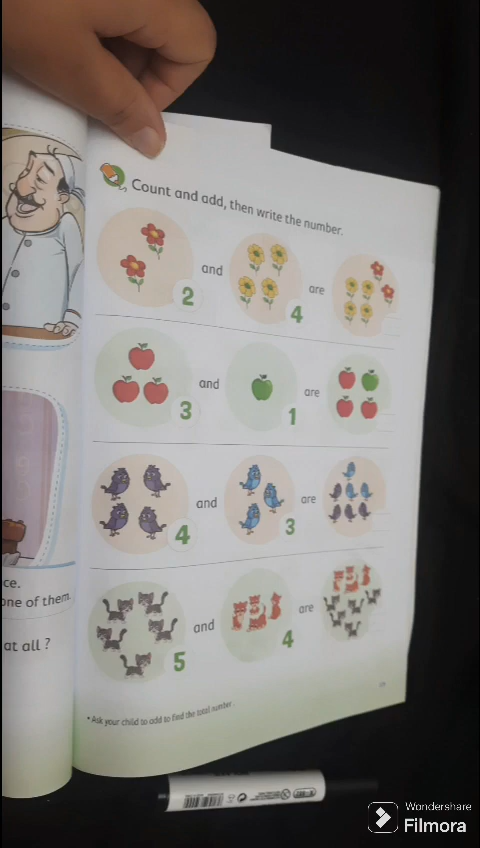 Count and add, then write the number.
2 and 4 are
3 and 1 are
4 and 3 are
5 and 4 are
• Ask your child to add to find the total number.
ce.
one of them.
at all ?
Wondershare
Filmora